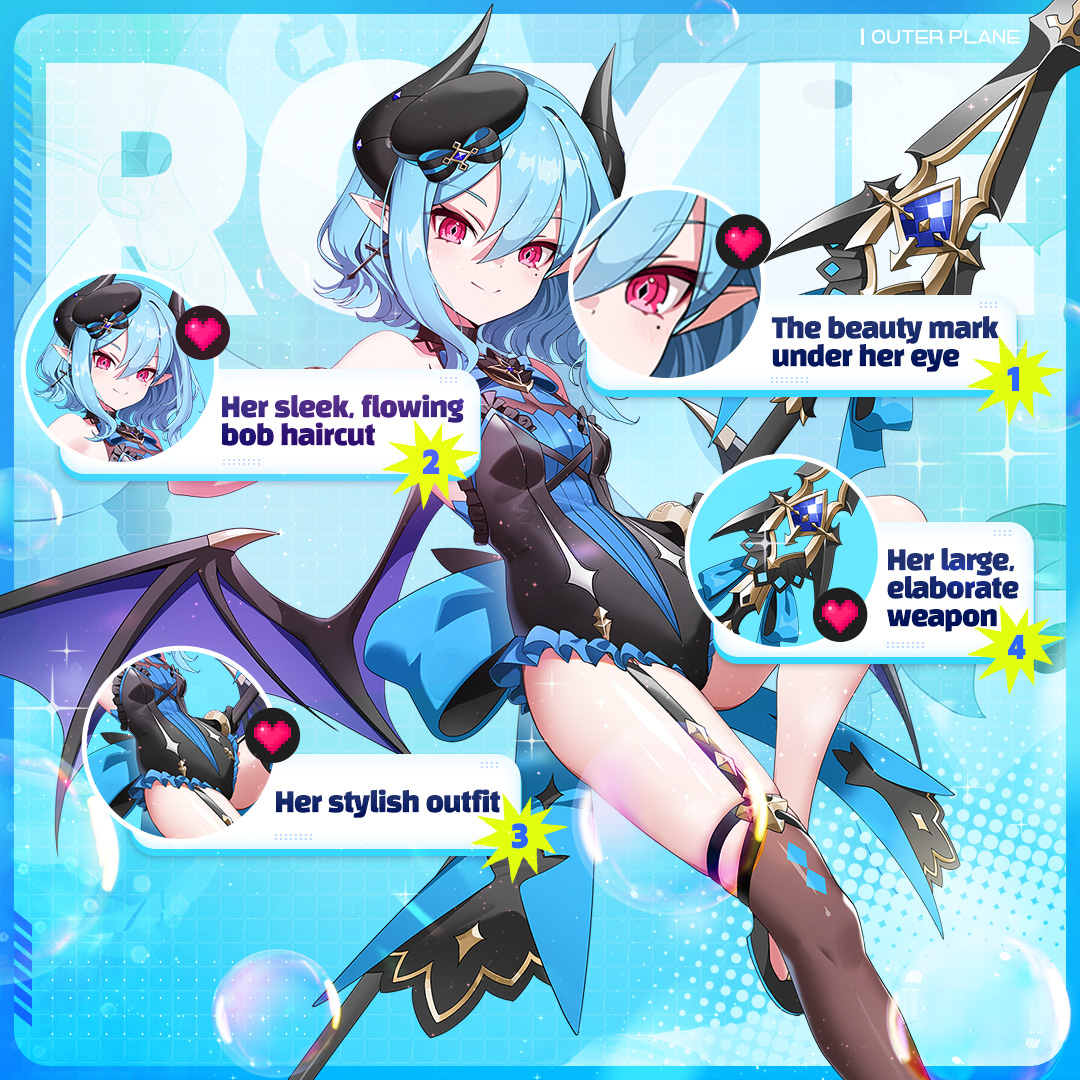 | OUTER PLANE
ROXIE
The beauty mark
under her eye
1
Her sleek, flowing
bob haircut
2
Her large,
elaborate
weapon
4
Her stylish outfit
3